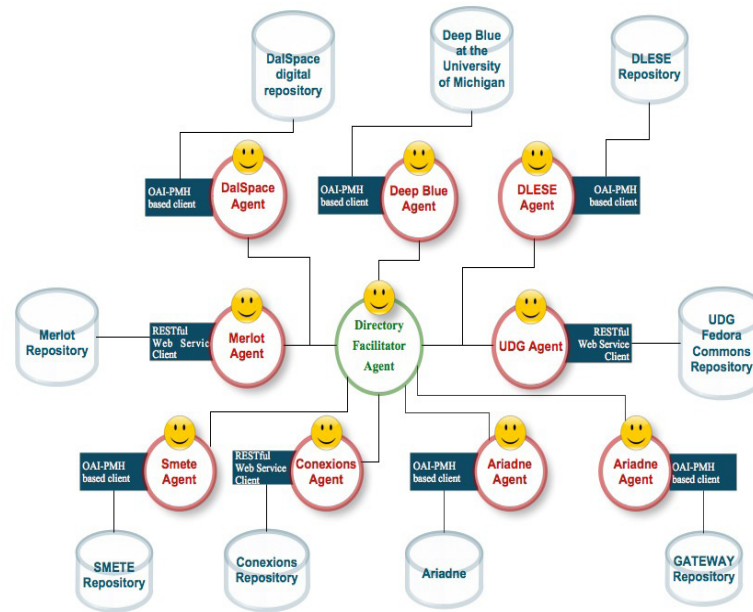 DalSpace
digital
repository
Deep Blue
at the
University
of Michigan
DLESE
Repository
OAI-PMH
based client
DalSpace
Agent
OAI-PMH
based client
Deep Blue
Agent
DLESE
Agent
OAI-PMH
based client
Merlot
Repository
RESTful
Web Service
Client
Merlot
Agent
Directory
Facilitator
Agent
UDG Agent
RESTful
Web Service
Client
UDG
Fedora
Commons
Repository
OAI-PMH
based client
Smete
Agent
RESTful
Web Service
Client
Conexions
Agent
OAI-PMH
based client
Ariadne
Agent
Ariadne
Agent
OAI-PMH
based client
SMETE
Repository
Conexions
Repository
Ariadne
GATEWAY
Repository